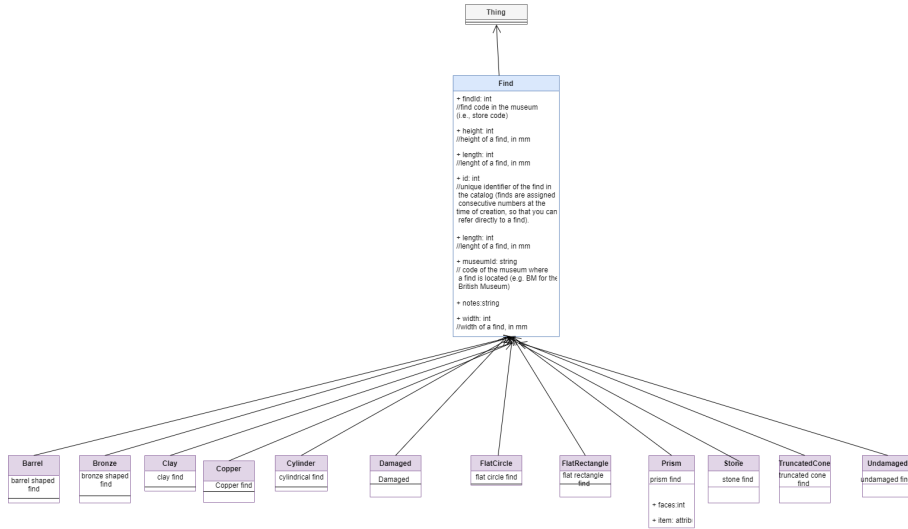 Thing
Find
+ findId: int
//find code in the museum
(i.e., store code)
+ height: int
//height of a find, in mm
+ length: int
//lenght of a find, in mm
+ id: int
//unique identifier of the find in
the catalog (finds are assigned
consecutive numbers at the
time of creation, so that you can
refer directly to a find).
+ length: int
//lenght of a find, in mm
+ museumId: string
// code of the museum where
a find is located (e.g. BM for the
British Museum)
+ notes:string
+ width: int
//width of a find, in mm
Barrel
barrel shaped
find
Bronze
bronze shaped
find
Clay
clay find
Copper
Copper find
Cylinder
cylindrical find
Damaged
Damaged
FlatCircle
flat circle find
FlatRectangle
flat rectangle
find
Prism
prism find
+ faces:int
+ item: attrib
Stone
stone find
TruncatedCone
truncated cone
find
Undamaged
undamaged find